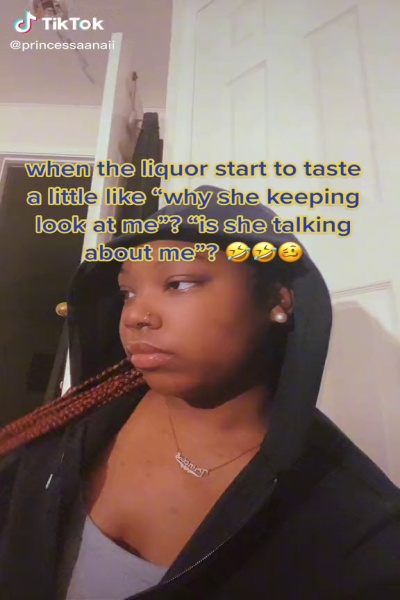 TikTok
@princessaanail
when the liquor start to taste
a little like “why she keeping
look at me”? “is she talking
about me”? 🤣🤣🥴